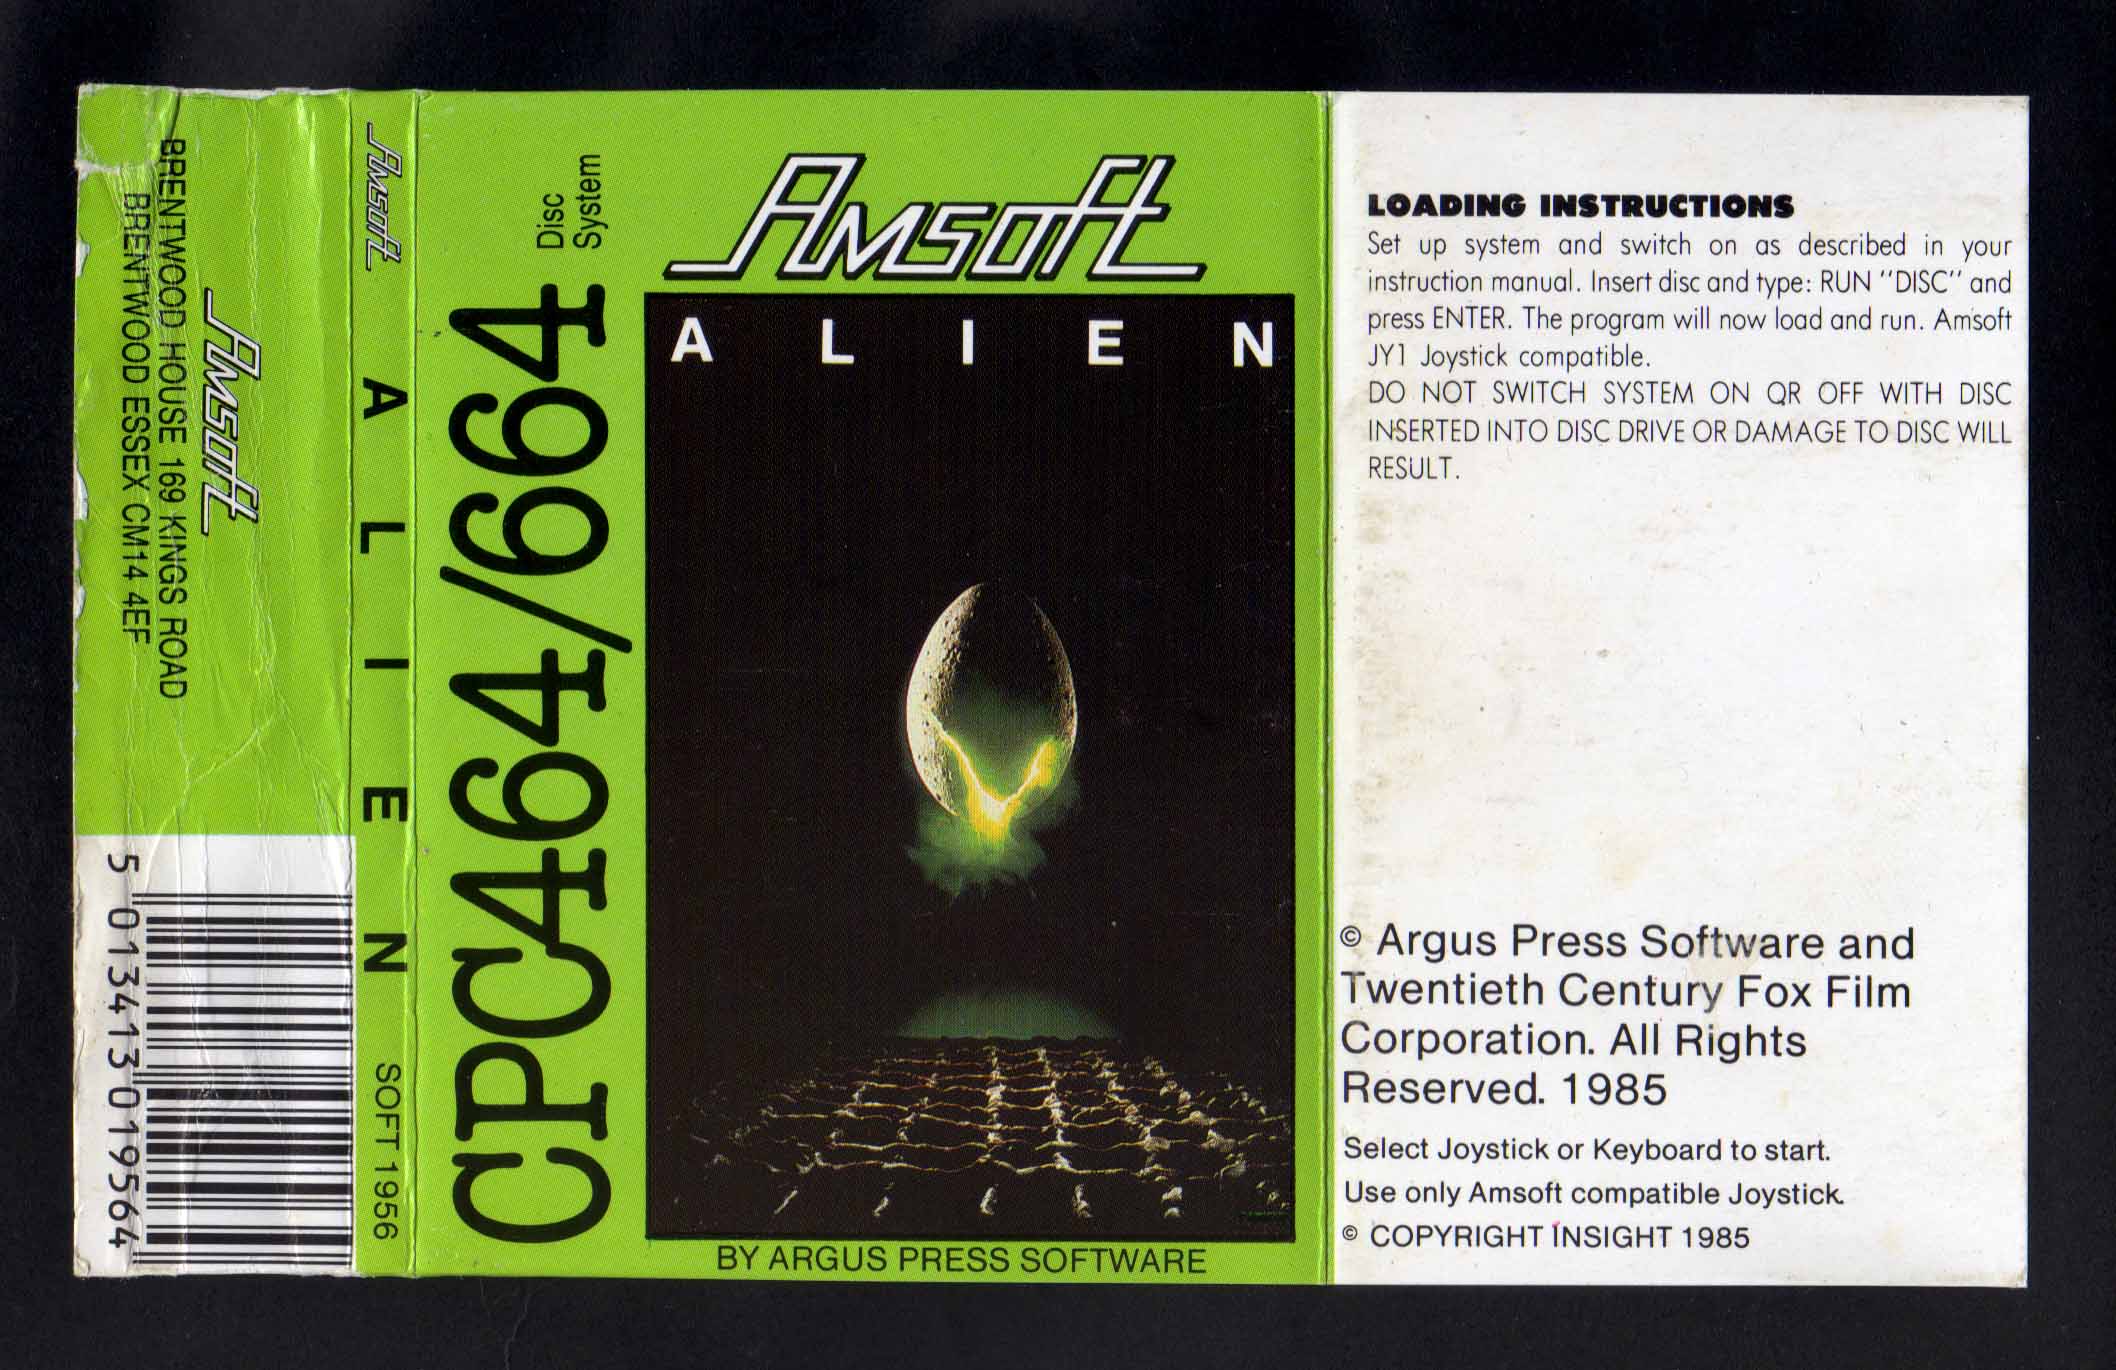 Amsoft
BRENTWOOD HOUSE 169 KINGS ROAD
BRENTWOOD ESSEX CM14 4EF
5 013413 019564
Amsoft
ALIEN
SOFT 1956
CPC464/664
Disc
System
Amsoft
ALIEN
BY ARGUS PRESS SOFTWARE
LOADING INSTRUCTIONS
Set up system and switch on as described in your
instruction manual. Insert disc and type: RUN "DISC" and
press ENTER. The program will now load and run. Amsoft
JY1 Joystick compatible.
DO NOT SWITCH SYSTEM ON OR OFF WITH DISC
INSERTED INTO DISC DRIVE OR DAMAGE TO DISC WILL
RESULT.
© Argus Press Software and
Twentieth Century Fox Film
Corporation. All Rights
Reserved. 1985
Select Joystick or Keyboard to start.
Use only Amsoft compatible Joystick.
© COPYRIGHT INSIGHT 1985